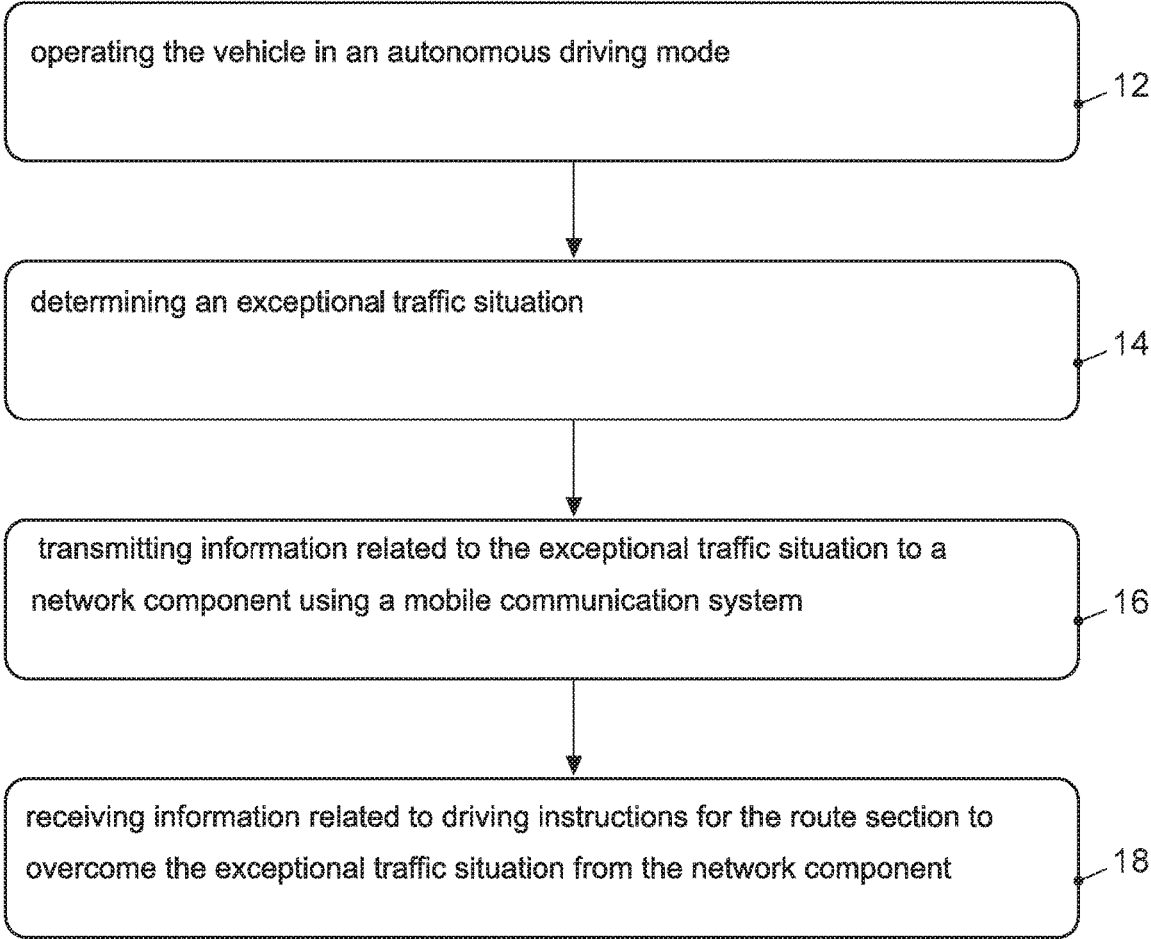 operating the vehicle in an autonomous driving mode
12
determining an exceptional traffic situation
14
transmitting information related to the exceptional traffic situation to a
network component using a mobile communication system
16
receiving information related to driving instructions for the route section to
overcome the exceptional traffic situation from the network component
18